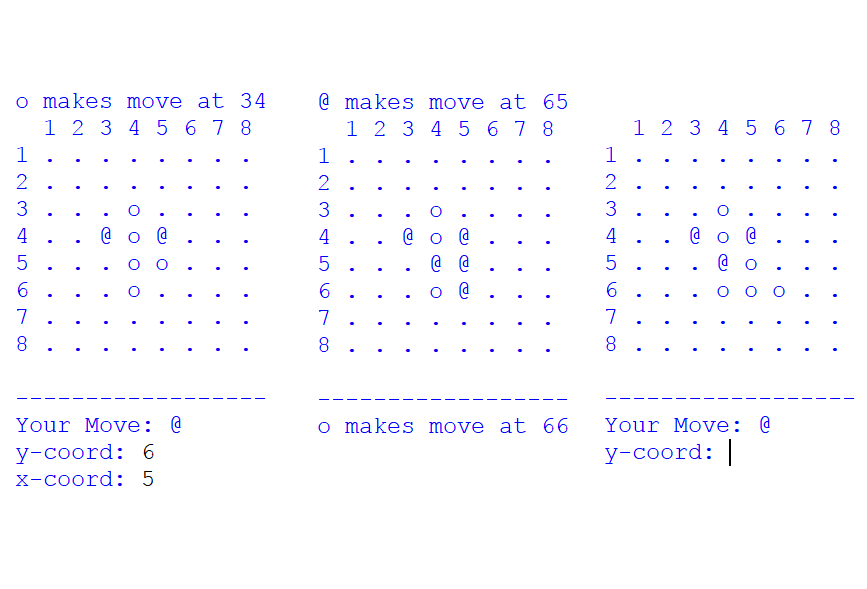 o makes move at 34
1 2 3 4 5 6 7 8
1 . . . . . . . .
2 . . . . . . . .
3 . . . o . . . .
4 . . @ o @ . . .
5 . . . o o . . .
6 . . . o . . . .
7 . . . . . . . .
8 . . . . . . . .
------------------
Your Move: @
y-coord: 6
x-coord: 5
@ makes move at 65
1 2 3 4 5 6 7 8
1 . . . . . . . .
2 . . . . . . . .
3 . . . o . . . .
4 . . @ o @ . . .
5 . . . @ @ . . .
6 . . . o @ . . .
7 . . . . . . . .
8 . . . . . . . .
------------------
o makes move at 66
1 2 3 4 5 6 7 8
1 . . . . . . . .
2 . . . . . . . .
3 . . . o . . . .
4 . . @ o @ . . .
5 . . . @ o . . .
6 . . . o o o . .
7 . . . . . . . .
8 . . . . . . . .
------------------
Your Move: @
y-coord: